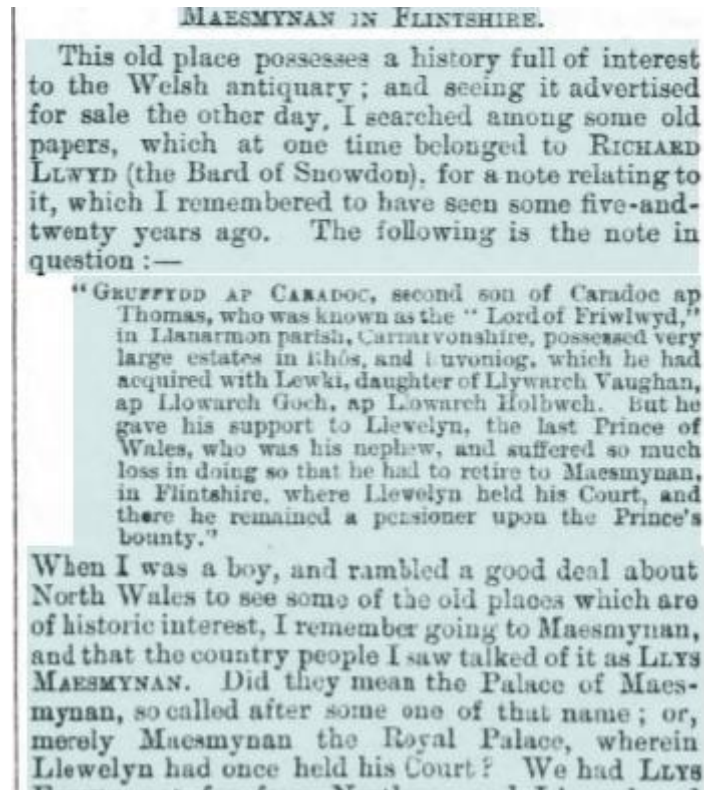 MAESMYNAN IN FLINTSHIRE.
This old place possesses a history full of interest
to the Welsh antiquary; and seeing it advertised
for sale the other day, I searched among some old
papers, which at one time belonged to RICHARD
LLWYD (the Bard of Snowdon), for a note relating to
it, which I remembered to have seen some five-and-
twenty years ago. The following is the note in
question :—
"GRUFFYDD AP CARADOC, second son of Caradoc ap
Thomas, who was known as the "Lord of Friwlwyd,"
in Llanarmon parish, Carnarvonshire, possessed very
large estates in Rhôs, and Fuvoniog, which he had
acquired with Lewki, daughter of Llywarch Vaughan,
ap Llowarch Goch, ap Llowarch Holbwch. But he
gave his support to Llewelyn, the last Prince of
Wales, who was his nephew, and suffered so much
loss in doing so that he had to retire to Maesmynan,
in Flintshire, where Llewelyn held his Court, and
there he remained a pensioner upon the Prince's
bounty."
When I was a boy, and rambled a good deal about
North Wales to see some of the old places which are
of historic interest, I remember going to Maesmynan,
and that the country people I saw talked of it as LLYS
MAESMYNAN. Did they mean the Palace of Maes-
mynan, so called after some one of that name; or,
merely Maesmynan the Royal Palace, wherein
Llewelyn had once held his Court? We had LLYS